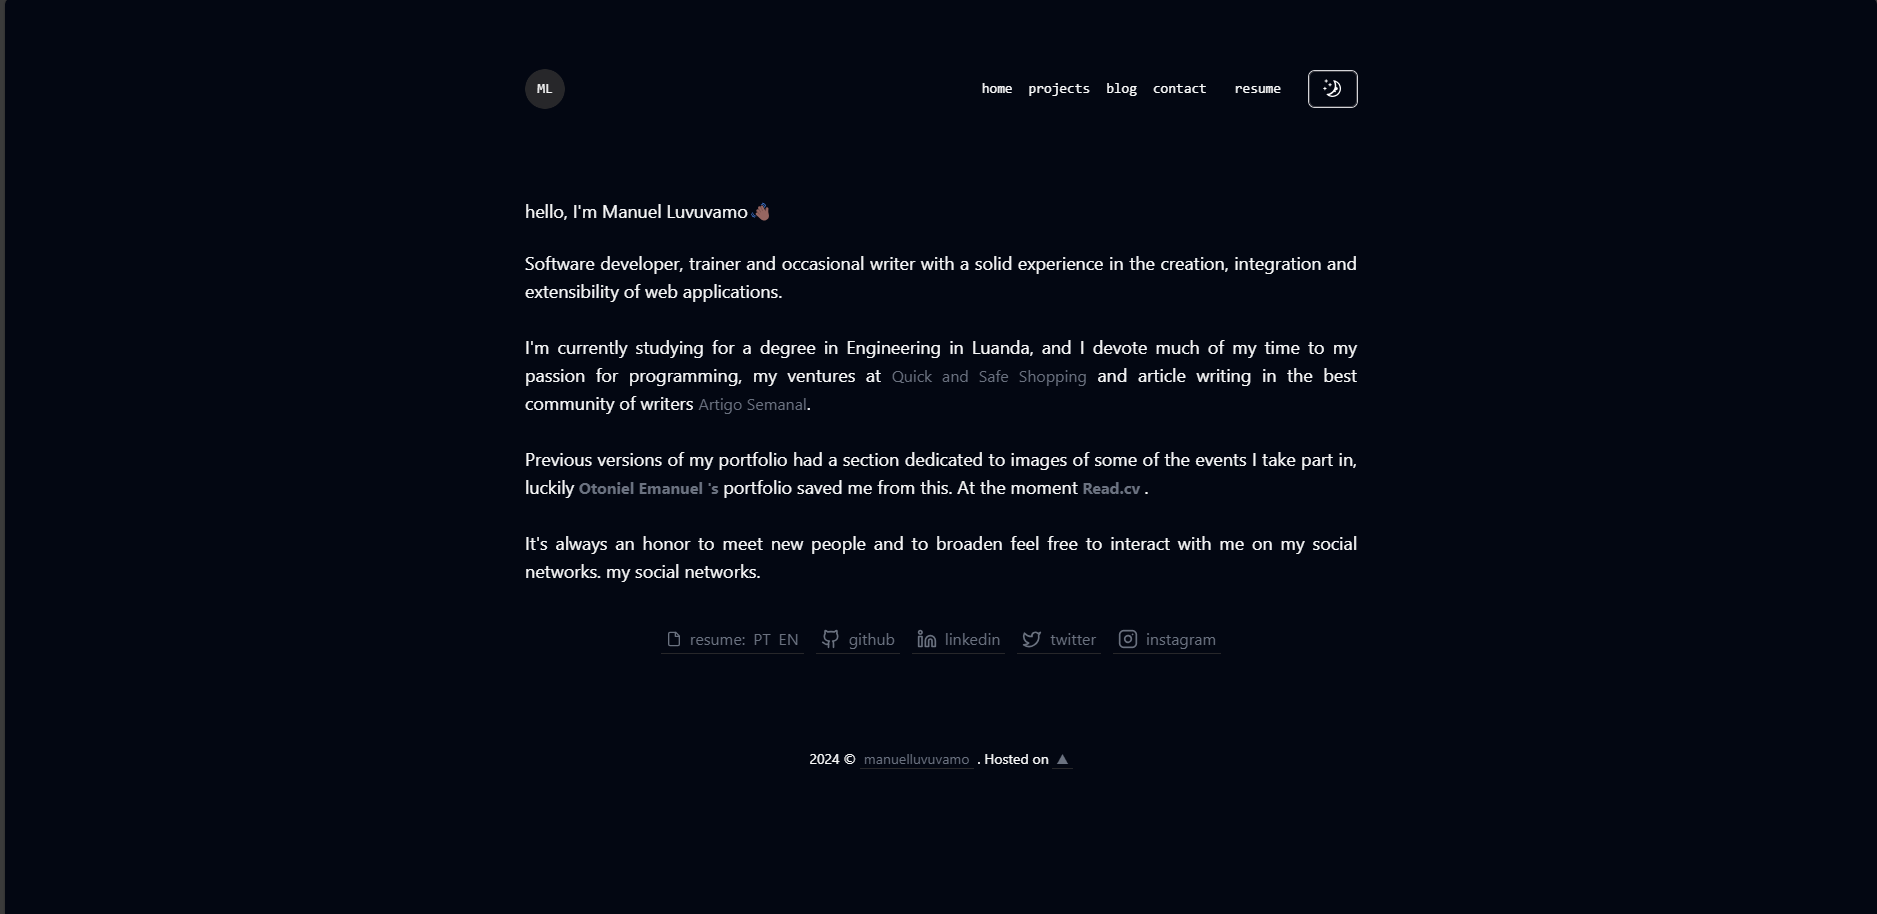 ML
home projects blog contact resume
hello, I'm Manuel Luvuvamo 👋🏾
Software developer, trainer and occasional writer with a solid experience in the creation, integration and
extensibility of web applications.
I'm currently studying for a degree in Engineering in Luanda, and I devote much of my time to my
passion for programming, my ventures at Quick and Safe Shopping and article writing in the best
community of writers Artigo Semanal.
Previous versions of my portfolio had a section dedicated to images of some of the events I take part in,
luckily Otoniel Emanuel 's portfolio saved me from this. At the moment Read.cv .
It's always an honor to meet new people and to broaden feel free to interact with me on my social
networks. my social networks.
resume: PT EN github linkedin twitter instagram
2024 © manuelluvuvamo . Hosted on ▲